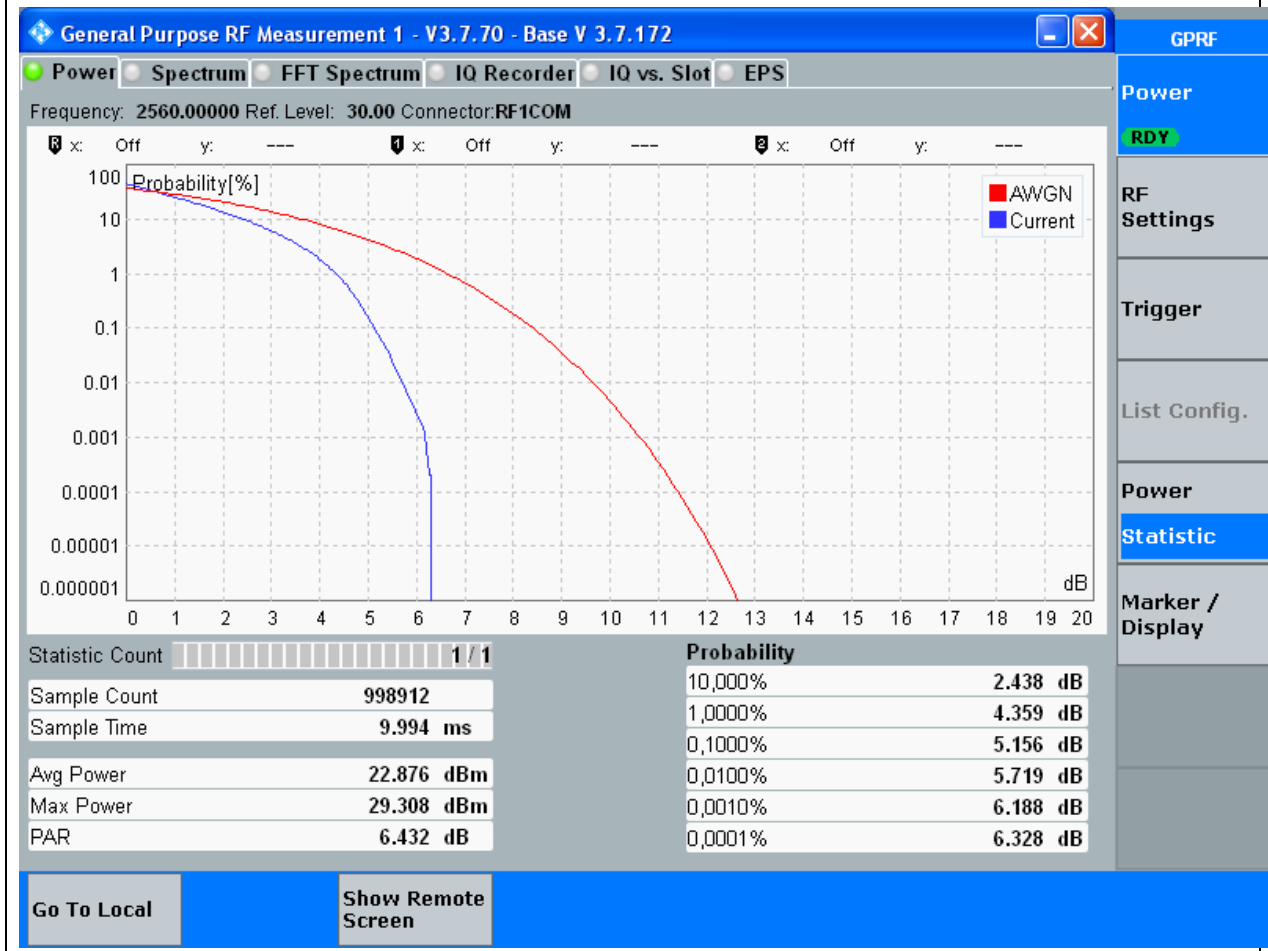 General Purpose RF Measurement 1 - V3.7.70 - Base V 3.7.172
GPRF
Power Spectrum FFT Spectrum IQ Recorder IQ vs. Slot EPS
Frequency: 2560.00000 Ref. Level: 30.00 Connector:RF1COM
R x: Off y: --- 1 x: Off y: --- 2 x: Off y: ---
Probability[%]
AWGN
Current
100
10
1
0.1
0.01
0.001
0.0001
0.00001
0.000001
dB
0 1 2 3 4 5 6 7 8 9 10 11 12 13 14 15 16 17 18 19 20
Statistic Count 1 / 1
Sample Count 998912
Sample Time 9.994 ms
Avg Power 22.876 dBm
Max Power 29.308 dBm
PAR 6.432 dB
Probability
10,000% 2.438 dB
1,0000% 4.359 dB
0,1000% 5.156 dB
0,0100% 5.719 dB
0,0010% 6.188 dB
0,0001% 6.328 dB
Power
RDY
RF
Settings
Trigger
List Config.
Power
Statistic
Marker /
Display
Go To Local
Show Remote
Screen